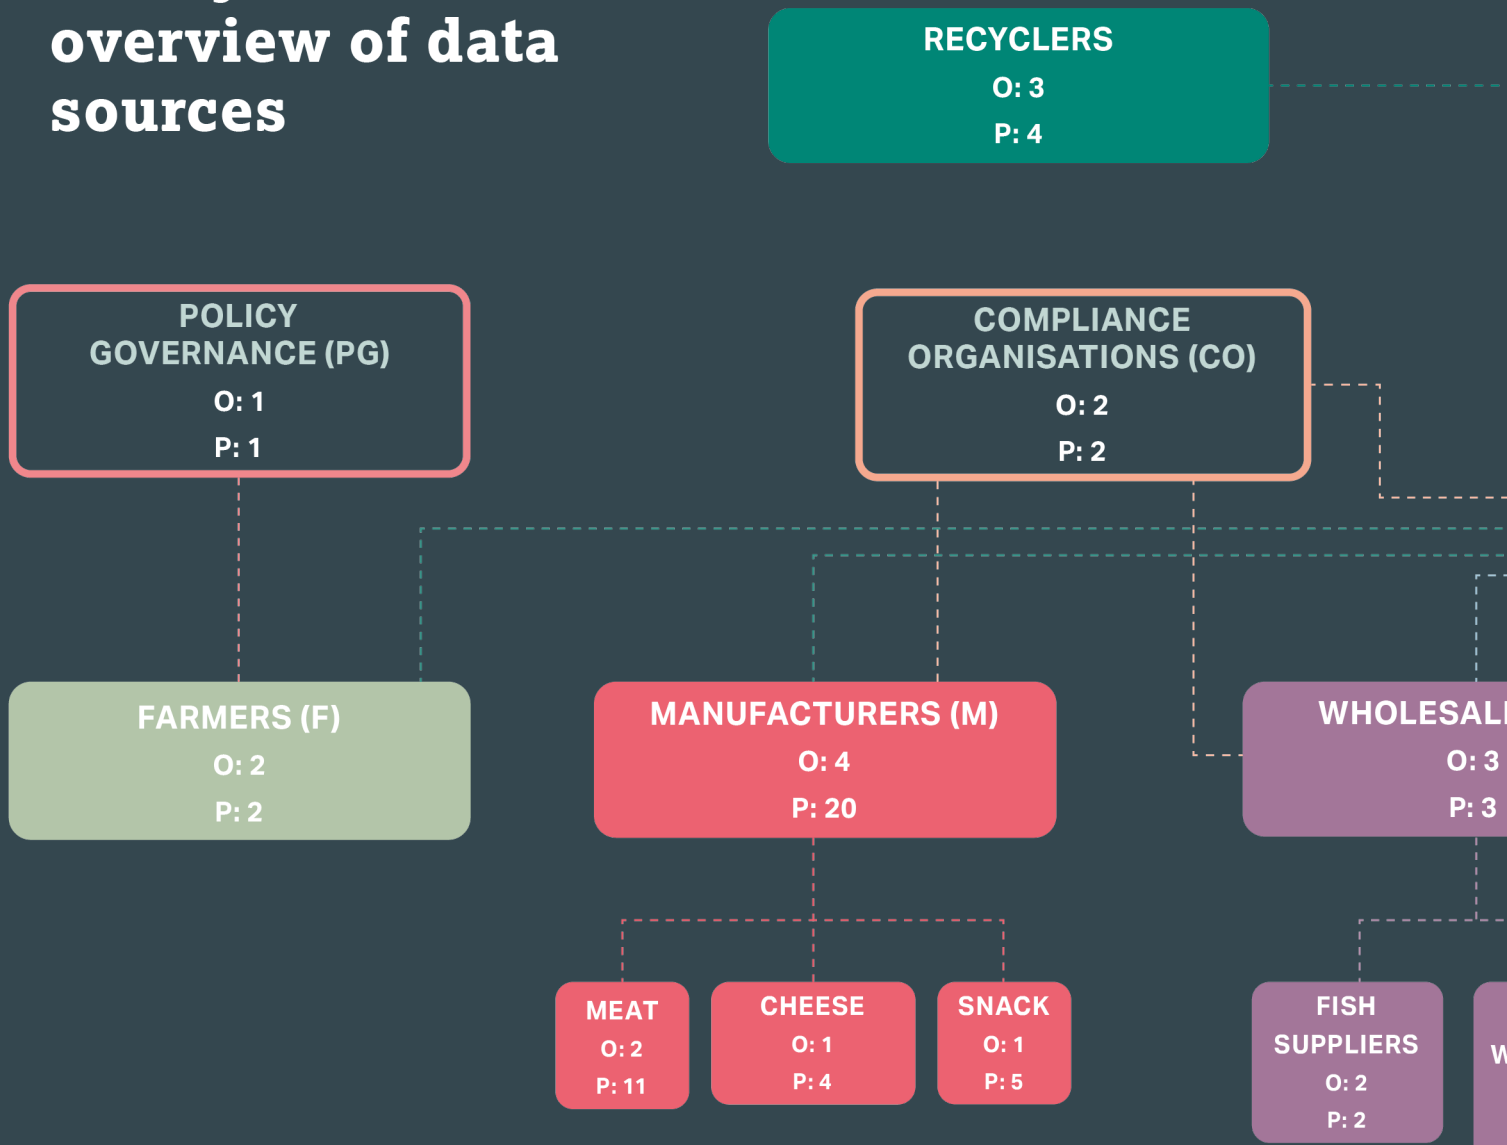 overview of data
sources
RECYCLERS
O: 3
P: 4
POLICY
GOVERNANCE (PG)
O: 1
P: 1
COMPLIANCE
ORGANISATIONS (CO)
O: 2
P: 2
FARMERS (F)
O: 2
P: 2
MANUFACTURERS (M)
O: 4
P: 20
O: 3
P: 3
MEAT
O: 2
P: 11
CHEESE
O: 1
P: 4
SNACK
O: 1
P: 5
FISH
SUPPLIERS
O: 2
P: 2